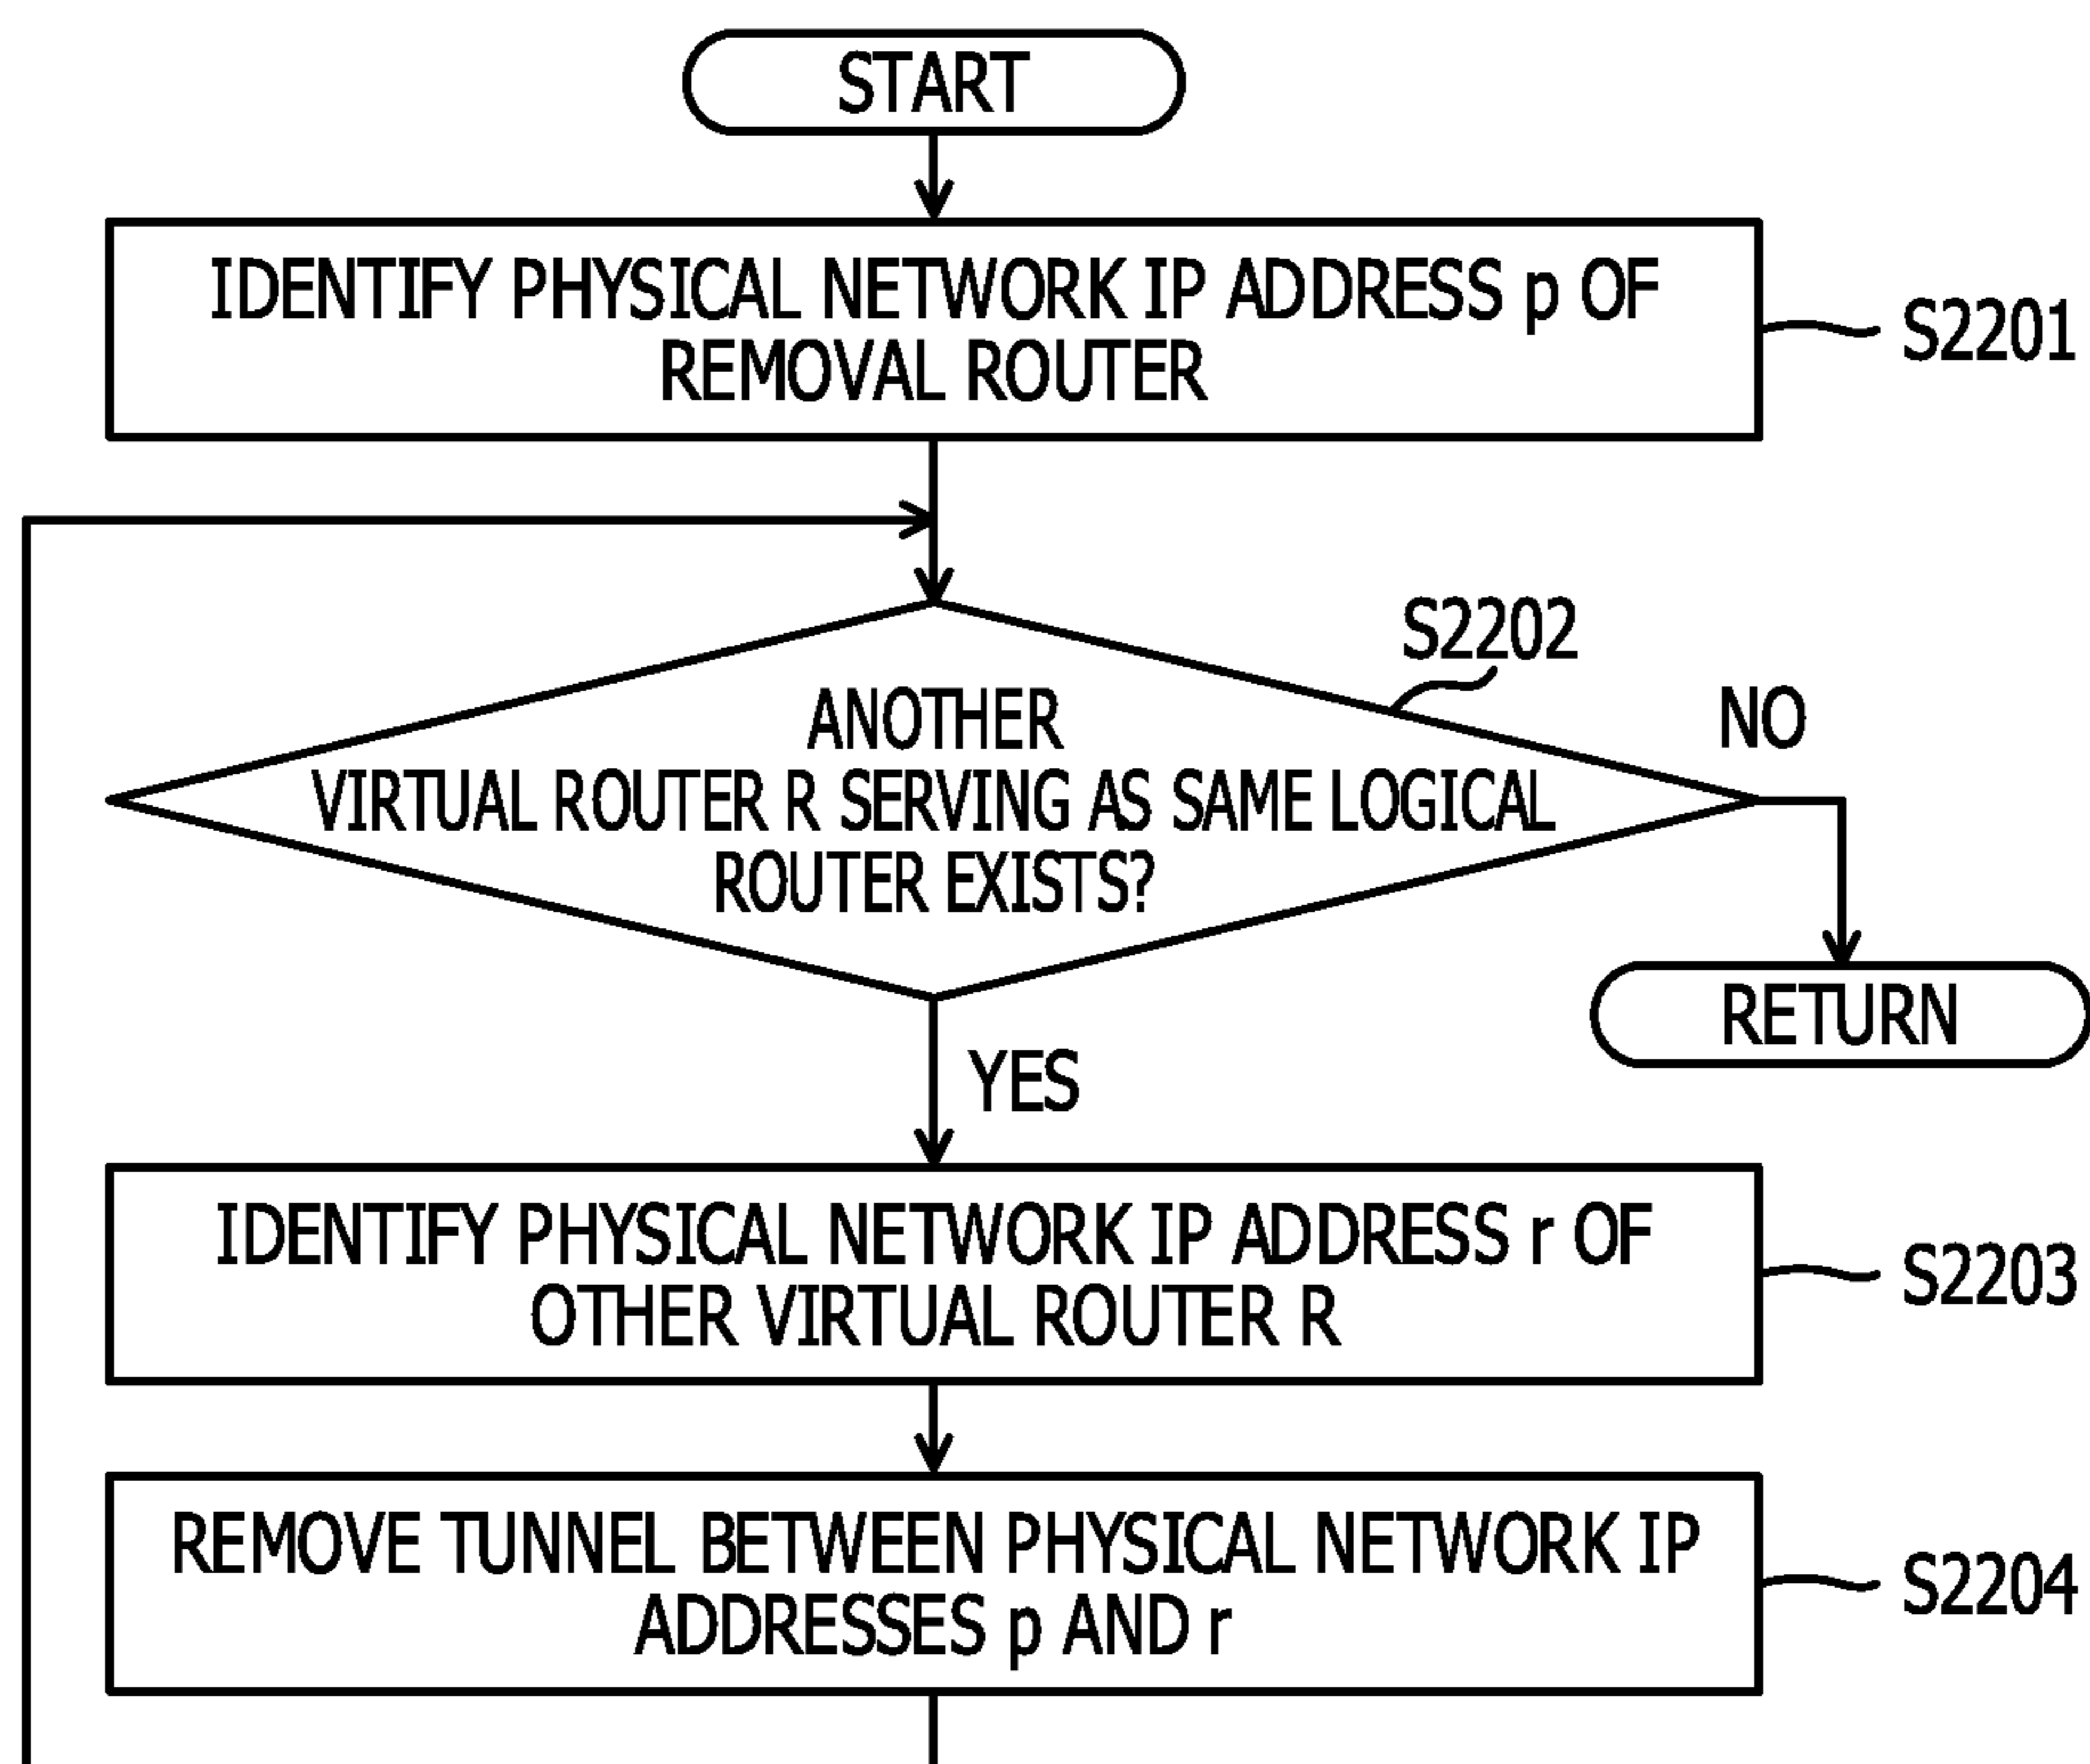 START
IDENTIFY PHYSICAL NETWORK IP ADDRESS p OF
REMOVAL ROUTER
S2201
S2202
ANOTHER
VIRTUAL ROUTER R SERVING AS SAME LOGICAL
ROUTER EXISTS?
NO
RETURN
YES
IDENTIFY PHYSICAL NETWORK IP ADDRESS r OF
OTHER VIRTUAL ROUTER R
S2203
REMOVE TUNNEL BETWEEN PHYSICAL NETWORK IP
ADDRESSES p AND r
S2204